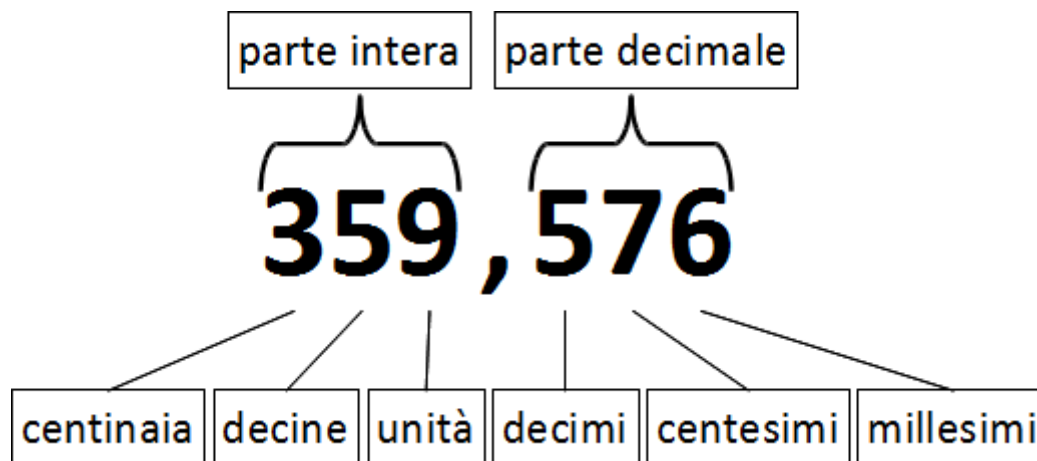 parte intera parte decimale
359,576
centinaia decine unità decimi centesimi millesimi